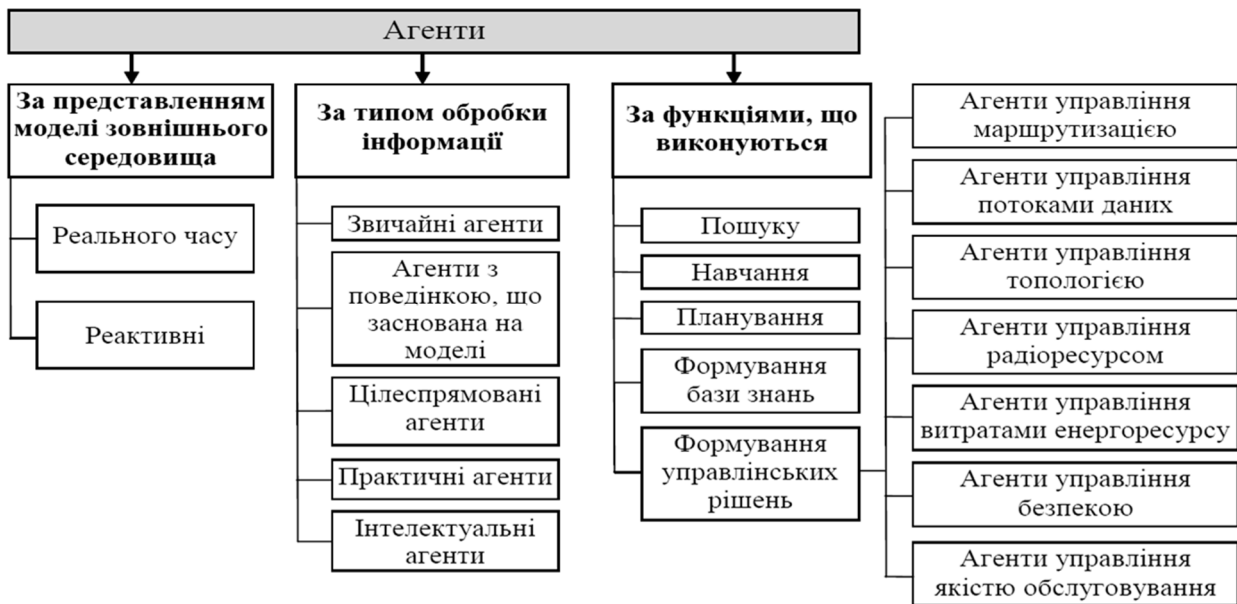 Агенти
За представленням
моделі зовнішнього
середовища
Реального часу
Реактивні
За типом обробки
інформації
Звичайні агенти
Агенти з
поведінкою, що
заснована на
моделі
Цілеспрямовані
агенти
Практичні агенти
Інтелектуальні
агенти
За функціями, що
виконуються
Пошуку
Навчання
Планування
Формування
бази знань
Формування
управлінських
рішень
Агенти управління
маршрутизацією
Агенти управління
потоками даних
Агенти управління
топологією
Агенти управління
радіоресурсом
Агенти управління
витратами енергоресурсу
Агенти управління
безпекою
Агенти управління
якістю обслуговування